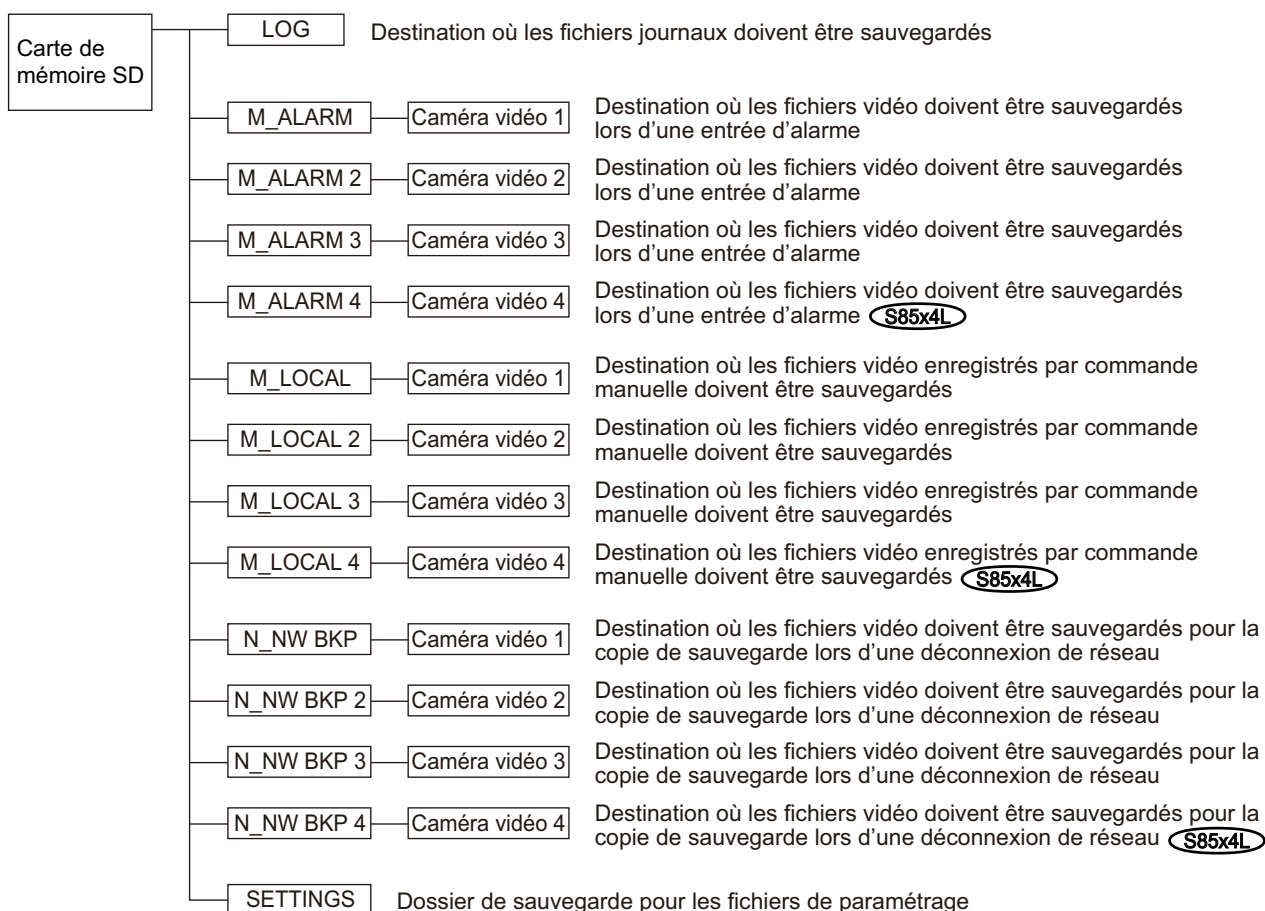 Carte de
mémoire SD
LOG Destination où les fichiers journaux doivent être sauvegardés
M_ALARM Caméra vidéo 1 Destination où les fichiers vidéo doivent être sauvegardés
lors d'une entrée d'alarme
M_ALARM 2 Caméra vidéo 2 Destination où les fichiers vidéo doivent être sauvegardés
lors d'une entrée d'alarme
M_ALARM 3 Caméra vidéo 3 Destination où les fichiers vidéo doivent être sauvegardés
lors d'une entrée d'alarme
M_ALARM 4 Caméra vidéo 4 Destination où les fichiers vidéo doivent être sauvegardés
lors d'une entrée d'alarme S85x4L
M_LOCAL Caméra vidéo 1 Destination où les fichiers vidéo enregistrés par commande
manuelle doivent être sauvegardés
M_LOCAL 2 Caméra vidéo 2 Destination où les fichiers vidéo enregistrés par commande
manuelle doivent être sauvegardés
M_LOCAL 3 Caméra vidéo 3 Destination où les fichiers vidéo enregistrés par commande
manuelle doivent être sauvegardés
M_LOCAL 4 Caméra vidéo 4 Destination où les fichiers vidéo enregistrés par commande
manuelle doivent être sauvegardés S85x4L
N_NW BKP Caméra vidéo 1 Destination où les fichiers vidéo doivent être sauvegardés pour la
copie de sauvegarde lors d'une déconnexion de réseau
N_NW BKP 2 Caméra vidéo 2 Destination où les fichiers vidéo doivent être sauvegardés pour la
copie de sauvegarde lors d'une déconnexion de réseau
N_NW BKP 3 Caméra vidéo 3 Destination où les fichiers vidéo doivent être sauvegardés pour la
copie de sauvegarde lors d'une déconnexion de réseau
N_NW BKP 4 Caméra vidéo 4 Destination où les fichiers vidéo doivent être sauvegardés pour la
copie de sauvegarde lors d'une déconnexion de réseau S85x4L
SETTINGS Dossier de sauvegarde pour les fichiers de paramétrage